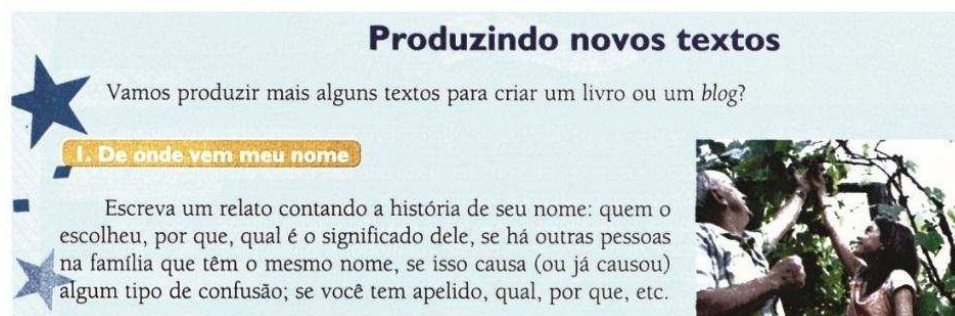 Produzindo novos textos
Vamos produzir mais alguns textos para criar um livro ou um blog?
1. De onde vem meu nome
Escreva um relato contando a história de seu nome: quem o
escolheu, por que, qual é o significado dele, se há outras pessoas
na família que têm o mesmo nome, se isso causa (ou já causou)
algum tipo de confusão; se você tem apelido, qual, por que, etc.